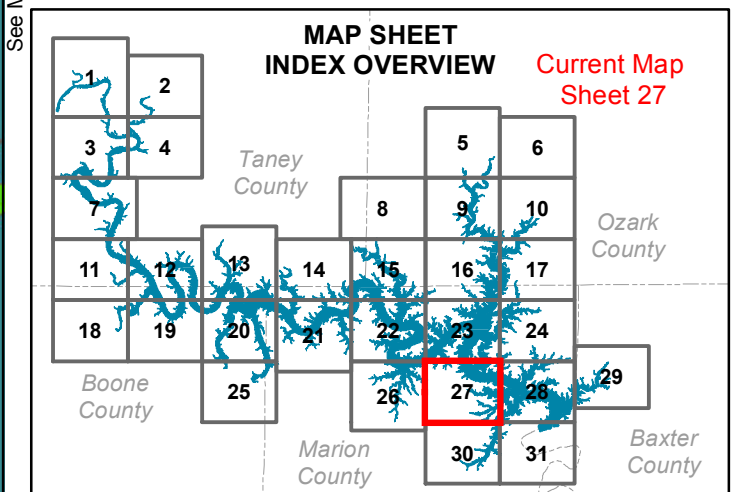 See M
MAP SHEET
INDEX OVERVIEW
Current Map
Sheet 27
1
2
3
4
5
6
Taney
County
7
8
9
10
Ozark
County
11
12
13
14
15
16
17
18
19
20
21
22
23
24
Boone
County
25
26
27
28
29
Marion
County
30
31
Baxter
County